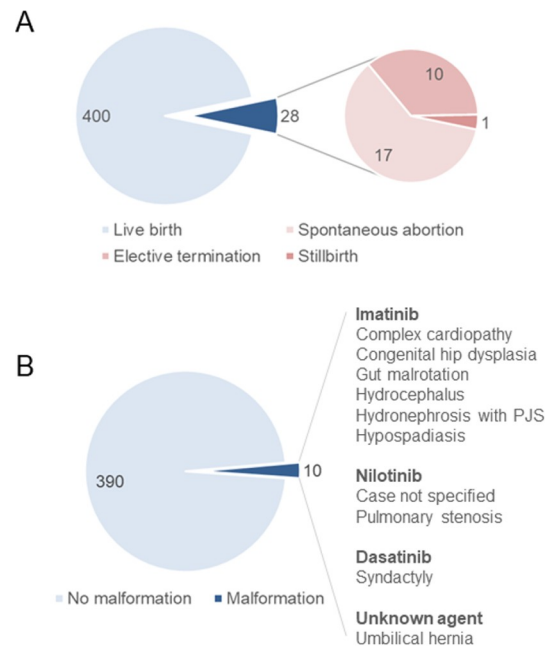 A
400
28
10
1
17
Live birth
Spontaneous abortion
Elective termination
Stillbirth
B
390
10
No malformation
Malformation
Imatinib
Complex cardiopathy
Congenital hip dysplasia
Gut malrotation
Hydrocephalus
Hydronephrosis with PJS
Hypospadiasis
Nilotinib
Case not specified
Pulmonary stenosis
Dasatinib
Syndactyly
Unknown agent
Umbilical hernia